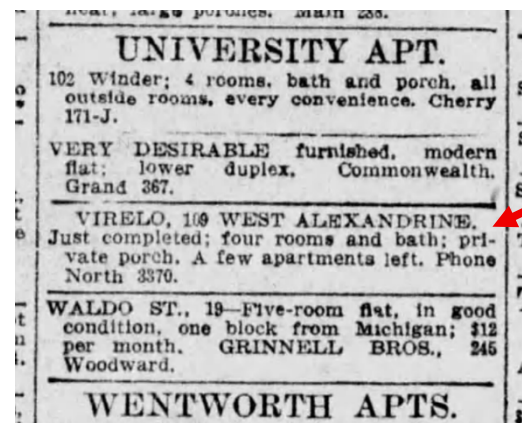 UNIVERSITY APT.
102 Winder; 4 rooms, bath and porch, all
outside rooms, every convenience. Cherry
171-J.
VERY DESIRABLE furnished, modern
flat; lower duplex, Commonwealth.
Grand 367.
VIRELO, 109 WEST ALEXANDRINE.
Just completed; four rooms and bath; pri-
vate porch. A few apartments left. Phone
North 3370.
WALDO ST., 19—Five-room flat, in good
condition, one block from Michigan; $12
per month. GRINNELL BROS., 245
Woodward.
WENTWORTH APTS.